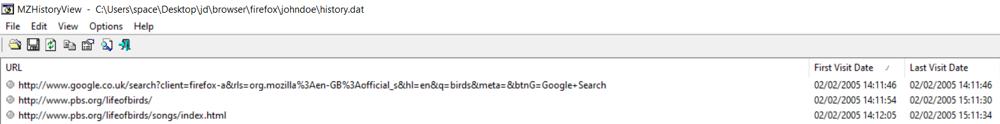 MZHistoryView - C:\Users\space\Desktop\jd\browser\firefox\johndoe\history.dat
File Edit View Options Help
URL First Visit Date / Last Visit Date
http://www.google.co.uk/search?client=firefox-a&rls=org.mozilla%3Aen-GB%3Aofficial_s&hl=en&q=birds&meta=&btnG=Google+Search 02/02/2005 14:11:46 02/02/2005 14:11:46
http://www.pbs.org/lifeofbirds/ 02/02/2005 14:11:54 02/02/2005 15:11:30
http://www.pbs.org/lifeofbirds/songs/index.html 02/02/2005 14:12:05 02/02/2005 15:11:34